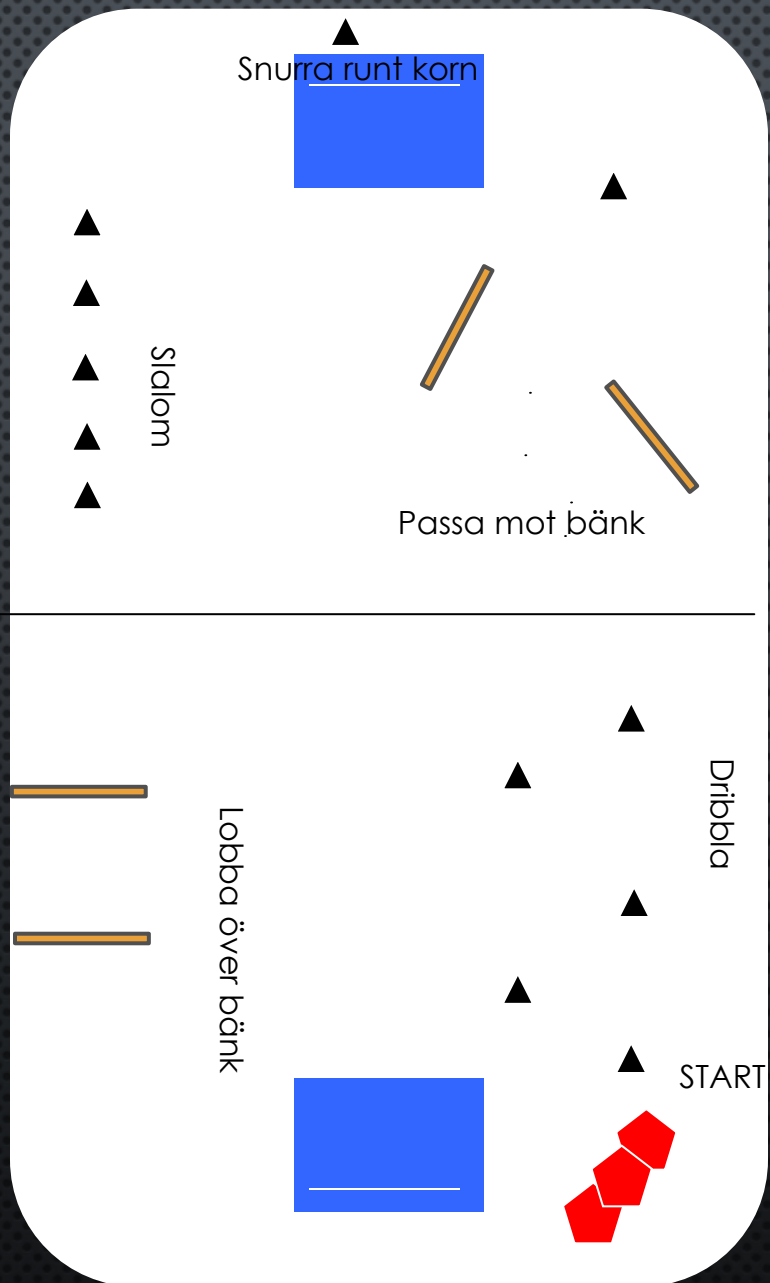 Snurra runt korn
Slalom
Passa mot bänk
Dribbla
Lobba över bänk
START